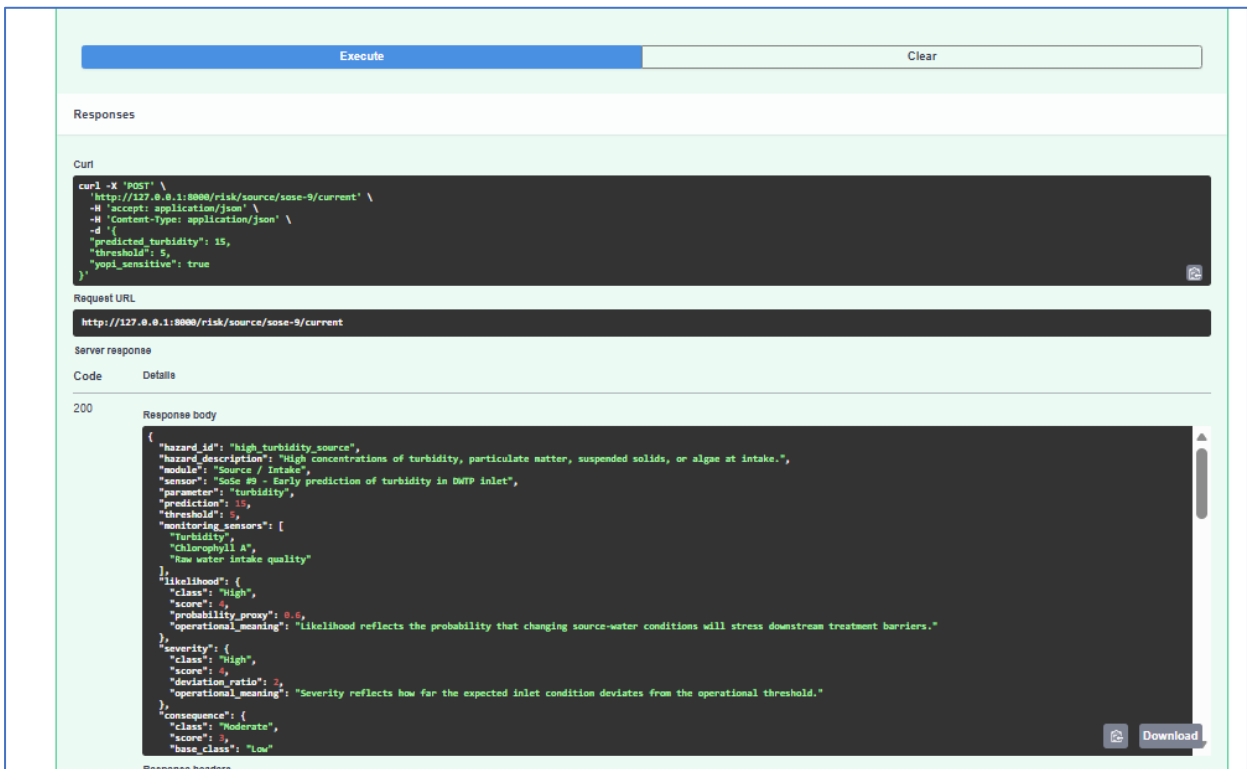 Execute
Clear
Responses
Curl
curl -X 'POST' \
  'http://127.0.0.1:8000/risk/source/sose-9/current' \
  -H 'accept: application/json' \
  -H 'Content-Type: application/json' \
  -d '{
  "predicted_turbidity": 15,
  "threshold": 5,
  "yopi_sensitive": true
}'
Request URL
http://127.0.0.1:8000/risk/source/sose-9/current
Server response
Code Details
200
Response body
{
  "hazard_id": "high_turbidity_source",
  "hazard_description": "High concentrations of turbidity, particulate matter, suspended solids, or algae at intake.",
  "module": "Source / Intake",
  "sensor": "SoSe #9 - Early prediction of turbidity in DWTP inlet",
  "parameter": "turbidity",
  "prediction": 15,
  "threshold": 5,
  "monitoring_sensors": [
    "Turbidity",
    "Chlorophyll A",
    "Raw water intake quality"
  ],
  "likelihood": {
    "class": "High",
    "score": 4,
    "probability_proxy": 0.6,
    "operational_meaning": "Likelihood reflects the probability that changing source-water conditions will stress downstream treatment barriers."
  },
  "severity": {
    "class": "High",
    "score": 4,
    "deviation_ratio": 2,
    "operational_meaning": "Severity reflects how far the expected inlet condition deviates from the operational threshold."
  },
  "consequence": {
    "class": "Moderate",
    "score": 3,
    "base_class": "Low"
Download
Response headers